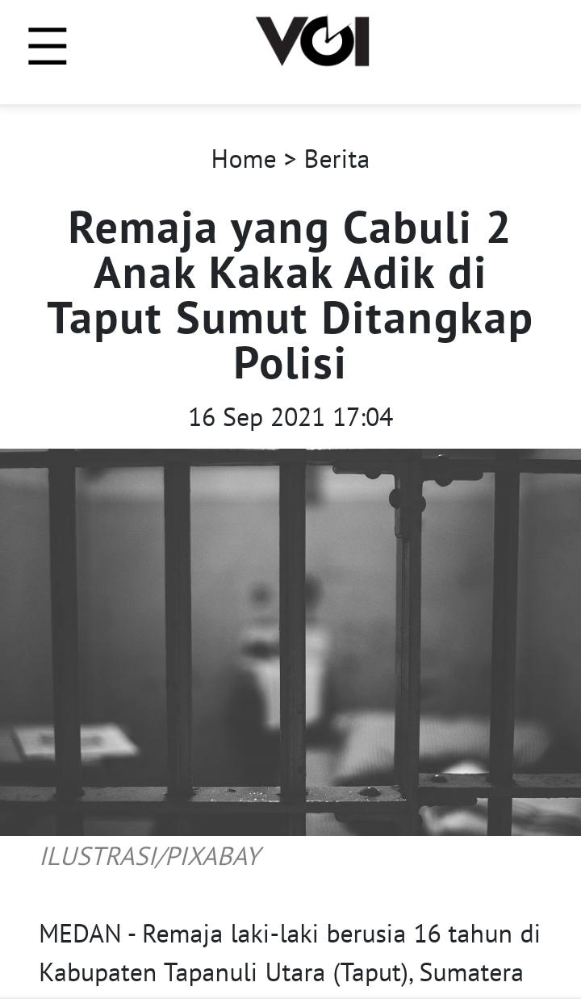 VOI
Home > Berita
Remaja yang Cabuli 2
Anak Kakak Adik di
Taput Sumut Ditangkap
Polisi
16 Sep 2021 17:04
ILUSTRASI/PIXABAY
MEDAN - Remaja laki-laki berusia 16 tahun di
Kabupaten Tapanuli Utara (Taput), Sumatera